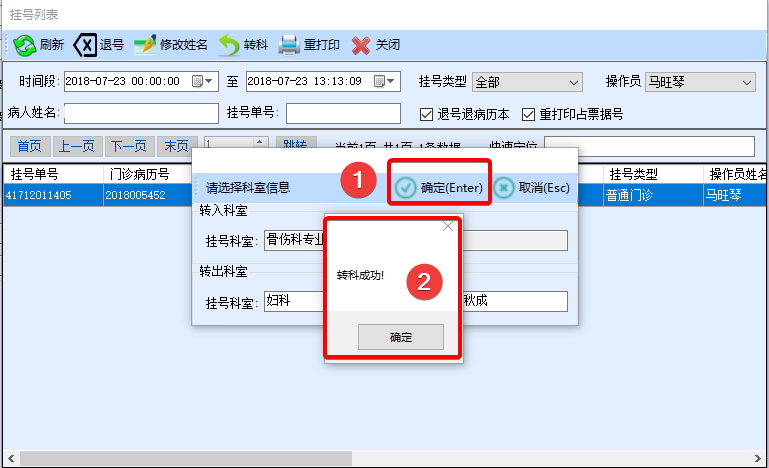 挂号列表
刷新 退号 修改姓名 转科 重打印 关闭
时间段: 2018-07-23 00:00:00 至 2018-07-23 13:13:09 挂号类型 全部 操作员 马旺琴
病人姓名: 挂号单号: 退号退病历本 重打印占票据号
首页 上一页 下一页 末页 1 跳转 当前1页 共1页 1条数据 快速定位
挂号单号 门诊病历号 挂号类型 操作员姓名
41712011405 2018005452 普通门诊 马旺琴
请选择科室信息 1 确定(Enter) 取消(Esc)
转入科室
挂号科室: 骨伤科专业
转出科室
挂号科室: 妇科 秋成
转科成功! 2
确定